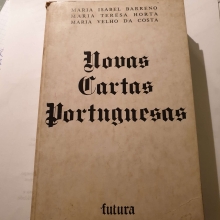 MARIA ISABEL BARRENO
MARIA TERESA HORTA
MARIA VELHO DA COSTA
Novas
Cartas
Portuguesas
futura